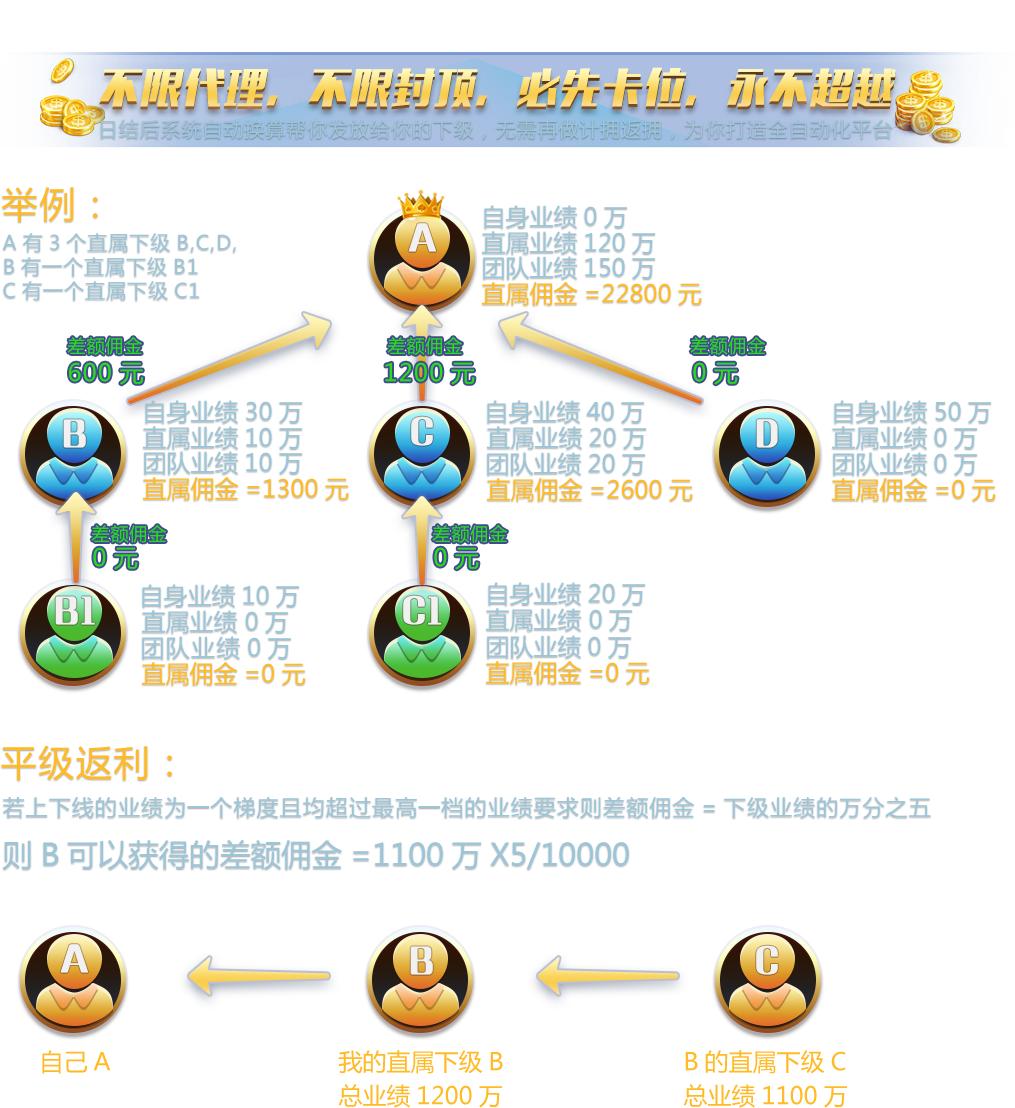 不限代理，不限封顶，必先卡位，永不超越
日结后系统自动换算帮你发放给你的下级，无需再做计拥返拥，为你打造全自动化平台
举例：
A 有 3 个直属下级 B,C,D,
B 有一个直属下级 B1
C 有一个直属下级 C1
A
自身业绩 0 万
直属业绩 120 万
团队业绩 150 万
直属佣金 =22800 元
差额佣金
600 元
差额佣金
1200 元
差额佣金
0 元
B
自身业绩 30 万
直属业绩 10 万
团队业绩 10 万
直属佣金 =1300 元
C
自身业绩 40 万
直属业绩 20 万
团队业绩 20 万
直属佣金 =2600 元
D
自身业绩 50 万
直属业绩 0 万
团队业绩 0 万
直属佣金 =0 元
差额佣金
0 元
差额佣金
0 元
B1
自身业绩 10 万
直属业绩 0 万
团队业绩 0 万
直属佣金 =0 元
C1
自身业绩 20 万
直属业绩 0 万
团队业绩 0 万
直属佣金 =0 元
平级返利：
若上下线的业绩为一个梯度且均超过最高一档的业绩要求则差额佣金 = 下级业绩的万分之五
则 B 可以获得的差额佣金 =1100 万 X5/10000
A
B
C
自己 A
我的直属下级 B
总业绩 1200 万
B 的直属下级 C
总业绩 1100 万